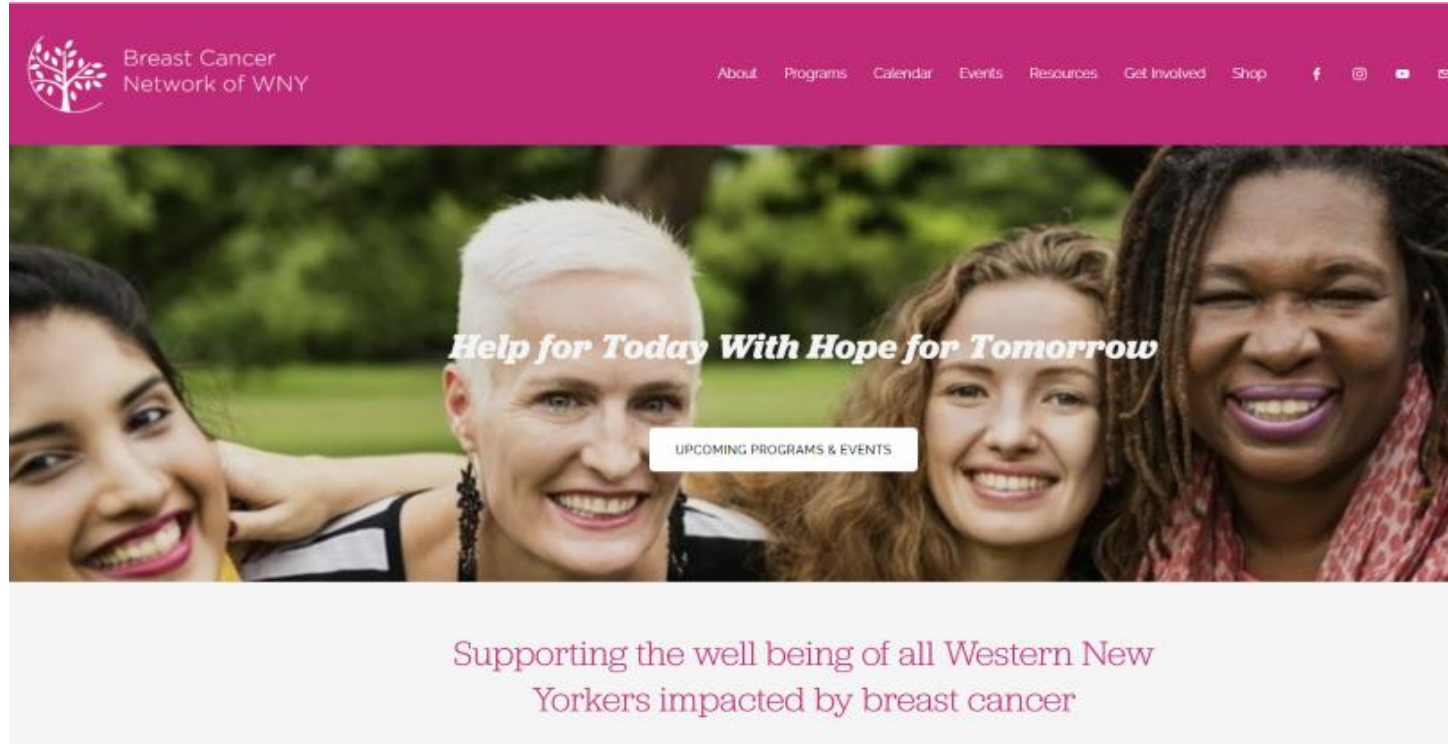 Breast Cancer
Network of WNY
About Programs Calendar Events Resources Get Involved Shop
Help for Today With Hope for Tomorrow
UPCOMING PROGRAMS & EVENTS
Supporting the well being of all Western New
Yorkers impacted by breast cancer